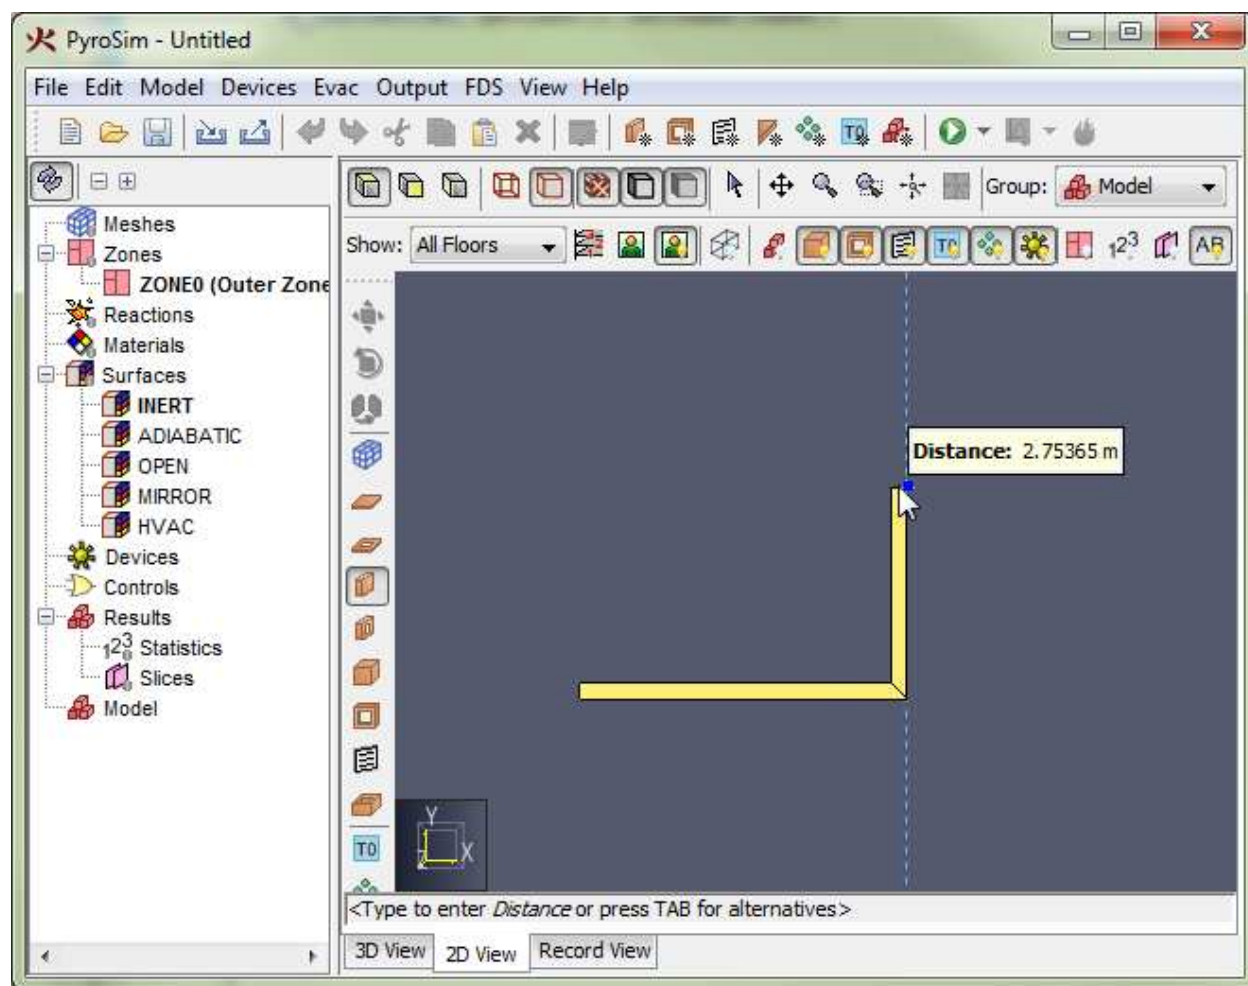 PyroSim - Untitled
File Edit Model Devices Evac Output FDS View Help
Group: Model
Show: All Floors
Meshes
Zones
ZONE0 (Outer Zone
Reactions
Materials
Surfaces
INERT
ADIABATIC
OPEN
MIRROR
HVAC
Devices
Controls
Results
Statistics
Slices
Model
Distance: 2.75365 m
Y
X
T0
<Type to enter Distance or press TAB for alternatives>
3D View 2D View Record View